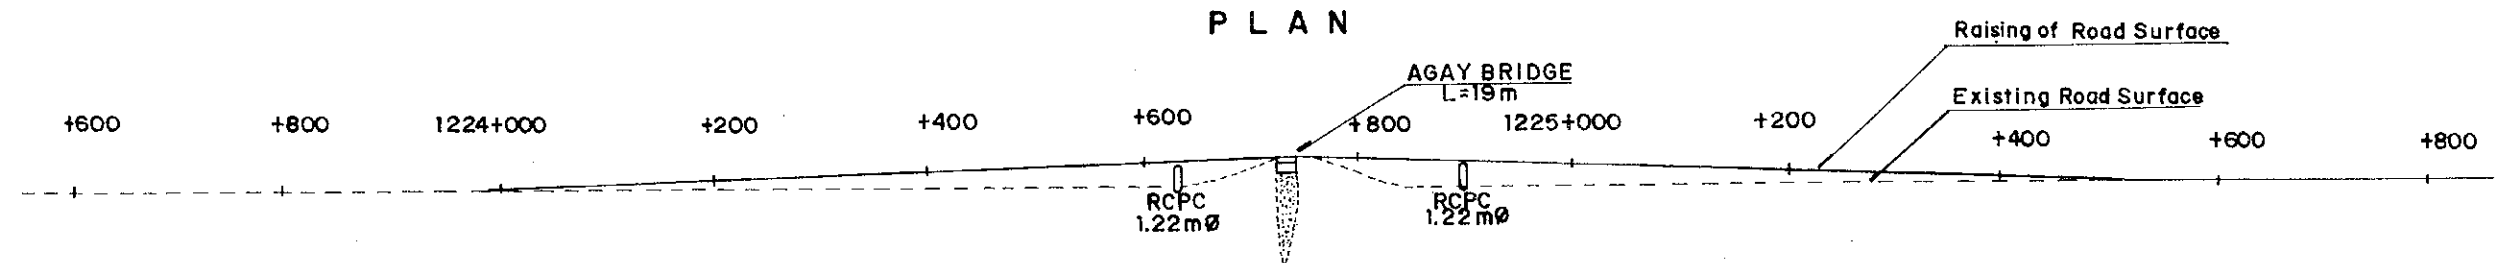 PLAN
Raising of Road Surface
AGAY BRIDGE
L=19m
Existing Road Surface
+600 +800 1224+000 +200 +400 +600 +800 1225+000 +200 +400 +600 +800
RCPC
1.22mØ
RCPC
1.22mØ